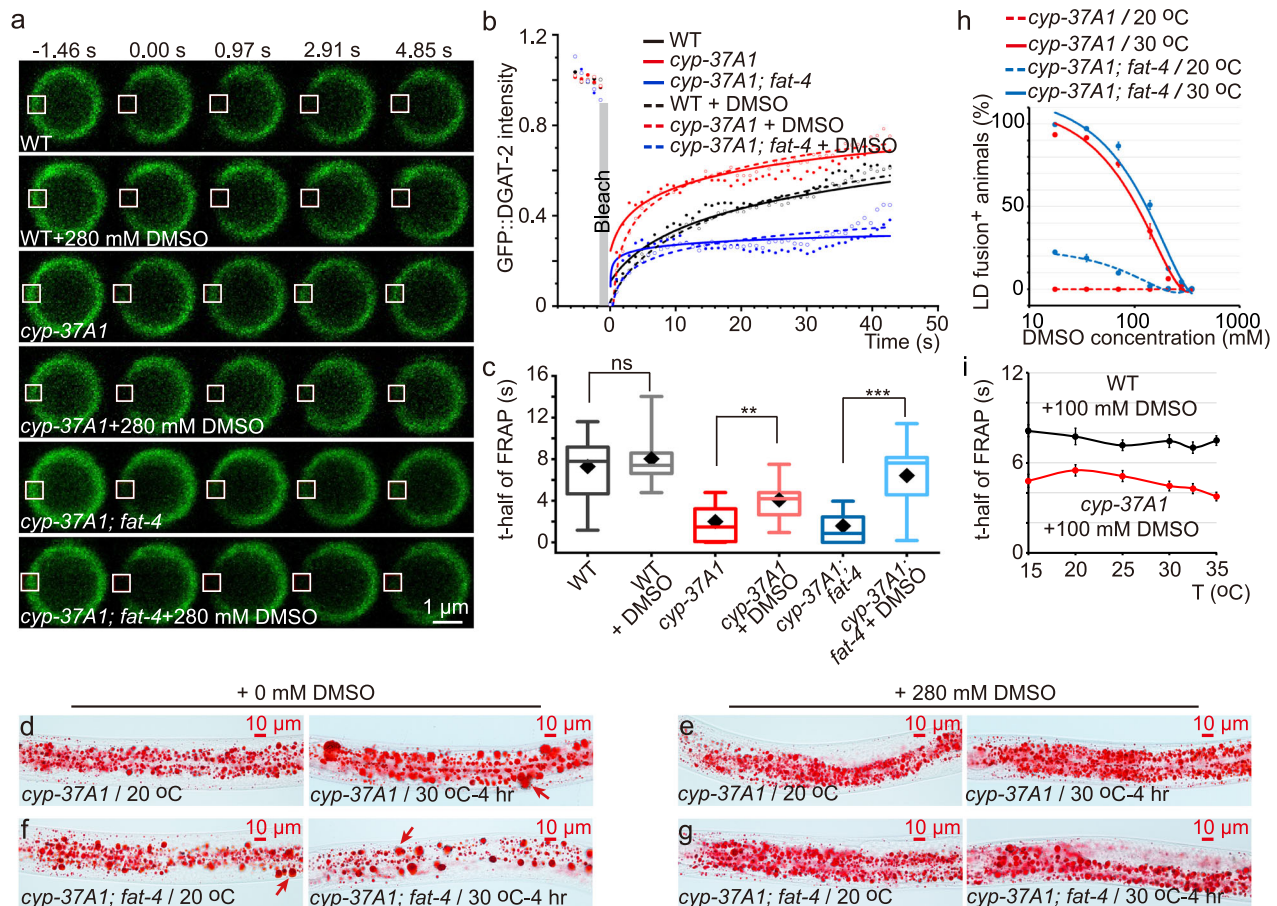 a
-1.46 s 0.00 s 0.97 s 2.91 s 4.85 s
WT
WT+280 mM DMSO
cyp-37A1
cyp-37A1+280 mM DMSO
cyp-37A1; fat-4
cyp-37A1; fat-4+280 mM DMSO
1 µm
b
GFP::DGAT-2 intensity
1.2
0.8
0.4
0
Bleach
WT
cyp-37A1
cyp-37A1; fat-4
WT + DMSO
cyp-37A1 + DMSO
cyp-37A1; fat-4 + DMSO
Time (s)
0 10 20 30 40 50
c
t-half of FRAP (s)
16
12
8
4
0
ns
**
***
WT
WT
+ DMSO
cyp-37A1
cyp-37A1
+ DMSO
cyp-37A1;
fat-4
cyp-37A1;
fat-4 + DMSO
h
cyp-37A1 / 20 ºC
cyp-37A1 / 30 ºC
cyp-37A1; fat-4 / 20 ºC
cyp-37A1; fat-4 / 30 ºC
LD fusion⁺ animals (%)
100
50
0
10 100 1000
DMSO concentration (mM)
i
t-half of FRAP (s)
12
6
0
WT
+100 mM DMSO
cyp-37A1
+100 mM DMSO
15 20 25 30 35
T (ºC)
+ 0 mM DMSO
d
10 µm
cyp-37A1 / 20 ºC
10 µm
cyp-37A1 / 30 ºC-4 hr
f
10 µm
cyp-37A1; fat-4 / 20 ºC
10 µm
cyp-37A1; fat-4 / 30 ºC-4 hr
+ 280 mM DMSO
e
10 µm
cyp-37A1 / 20 ºC
10 µm
cyp-37A1 / 30 ºC-4 hr
g
10 µm
cyp-37A1; fat-4 / 20 ºC
10 µm
cyp-37A1; fat-4 / 30 ºC-4 hr